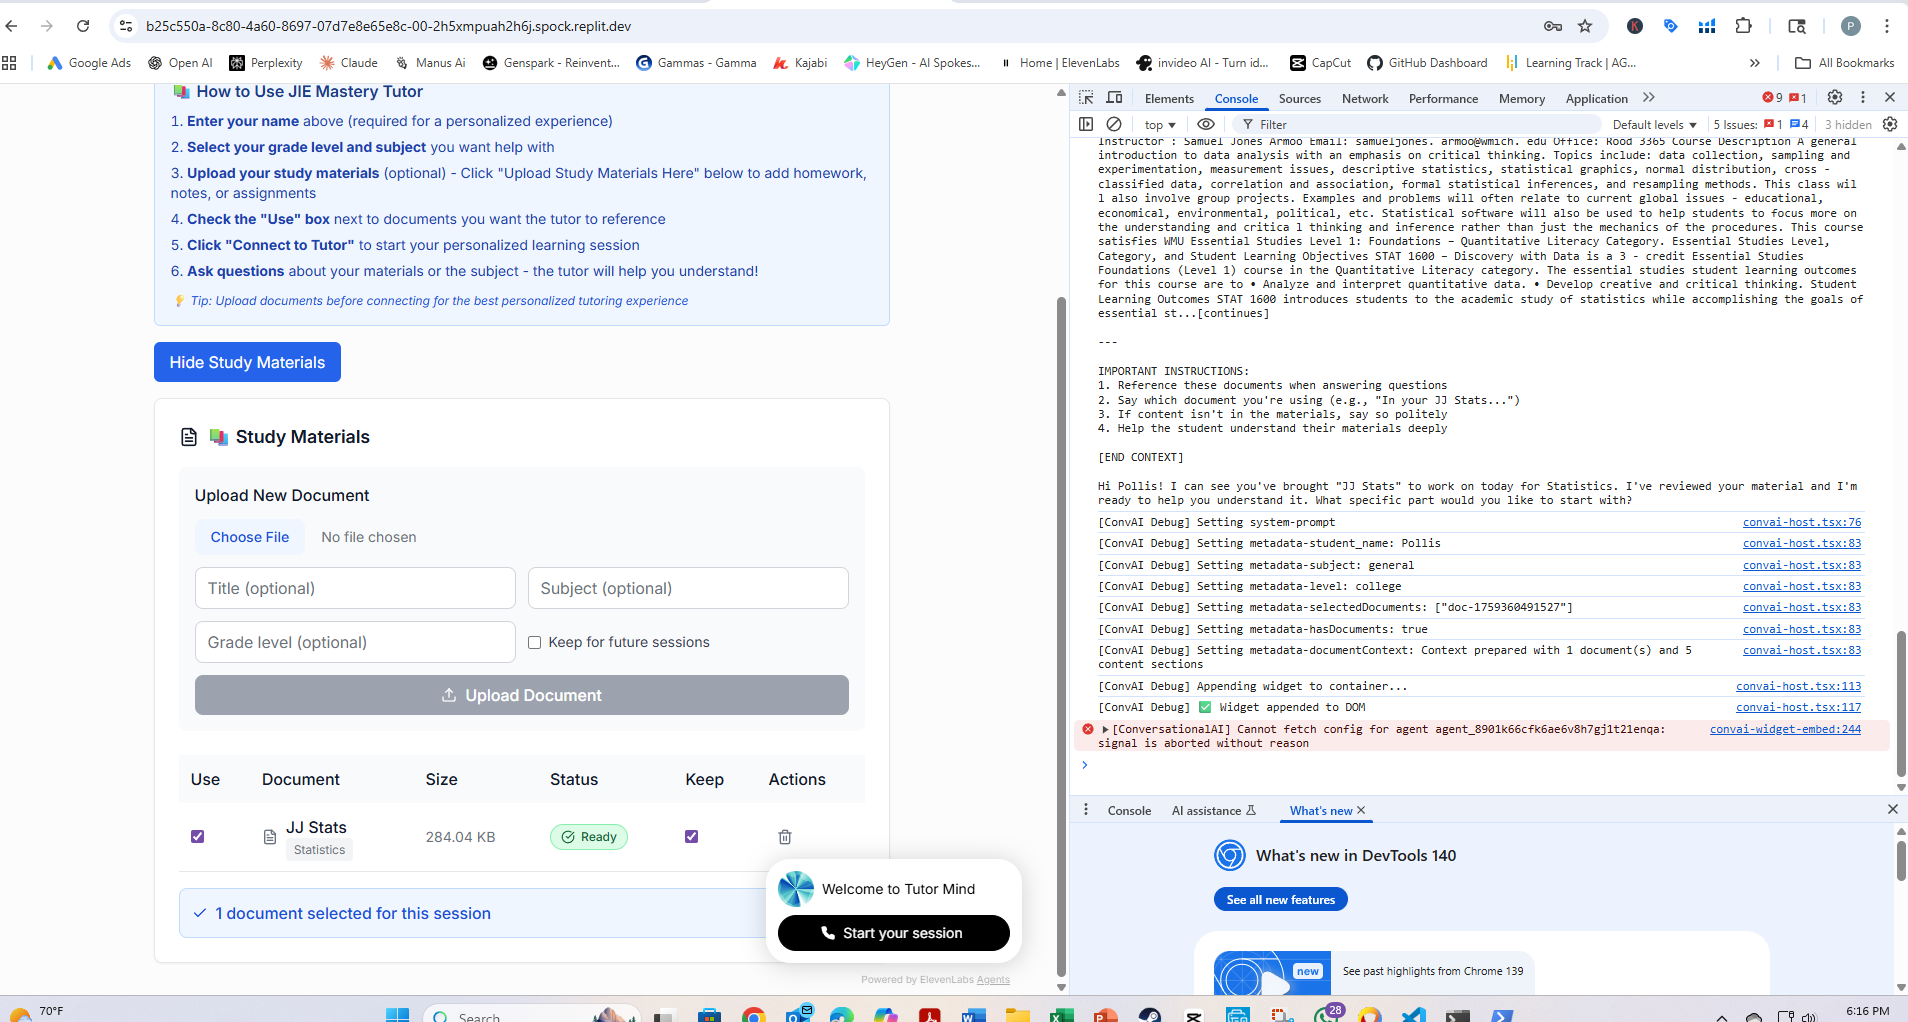 b25c550a-8c80-4a60-8697-07d7e8e65e8c-00-2h5xmpuah2h6j.spock.replit.dev
K
P
Google Ads
Open AI
Perplexity
Claude
Manus Ai
Genspark - Reinvent...
Gammas - Gamma
Kajabi
HeyGen - AI Spokes...
Home | ElevenLabs
invideo AI - Turn id...
CapCut
GitHub Dashboard
Learning Track | AG...
»
All Bookmarks
How to Use JIE Mastery Tutor
1. Enter your name above (required for a personalized experience)
2. Select your grade level and subject you want help with
3. Upload your study materials (optional) - Click "Upload Study Materials Here" below to add homework,
notes, or assignments
4. Check the "Use" box next to documents you want the tutor to reference
5. Click "Connect to Tutor" to start your personalized learning session
6. Ask questions about your materials or the subject - the tutor will help you understand!
Tip: Upload documents before connecting for the best personalized tutoring experience
Hide Study Materials
Study Materials
Upload New Document
Choose File
No file chosen
Title (optional)
Subject (optional)
Grade level (optional)
Keep for future sessions
Upload Document
Use
Document
Size
Status
Keep
Actions
JJ Stats
Statistics
284.04 KB
Ready
1 document selected for this session
Welcome to Tutor Mind
Start your session
Powered by ElevenLabs Agents
Elements
Console
Sources
Network
Performance
Memory
Application
»
9
1
top
Filter
Default levels
5 Issues:
1
4
3 hidden
Instructor : Samuel Jones Armoo Email: samueljones. armoo@wmich. edu Office: Rood 3365 Course Description A general
introduction to data analysis with an emphasis on critical thinking. Topics include: data collection, sampling and
experimentation, measurement issues, descriptive statistics, statistical graphics, normal distribution, cross -
classified data, correlation and association, formal statistical inferences, and resampling methods. This class wil
l also involve group projects. Examples and problems will often relate to current global issues - educational,
economical, environmental, political, etc. Statistical software will also be used to help students to focus more on
the understanding and critica l thinking and inference rather than just the mechanics of the procedures. This course
satisfies WMU Essential Studies Level 1: Foundations – Quantitative Literacy Category. Essential Studies Level,
Category, and Student Learning Objectives STAT 1600 – Discovery with Data is a 3 - credit Essential Studies
Foundations (Level 1) course in the Quantitative Literacy category. The essential studies student learning outcomes
for this course are to • Analyze and interpret quantitative data. • Develop creative and critical thinking. Student
Learning Outcomes STAT 1600 introduces students to the academic study of statistics while accomplishing the goals of
essential st...[continues]
---
IMPORTANT INSTRUCTIONS:
1. Reference these documents when answering questions
2. Say which document you're using (e.g., "In your JJ Stats...")
3. If content isn't in the materials, say so politely
4. Help the student understand their materials deeply
[END CONTEXT]
Hi Pollis! I can see you've brought "JJ Stats" to work on today for Statistics. I've reviewed your material and I'm
ready to help you understand it. What specific part would you like to start with?
[ConvAI Debug] Setting system-prompt convai-host.tsx:76
[ConvAI Debug] Setting metadata-student_name: Pollis convai-host.tsx:83
[ConvAI Debug] Setting metadata-subject: general convai-host.tsx:83
[ConvAI Debug] Setting metadata-level: college convai-host.tsx:83
[ConvAI Debug] Setting metadata-selectedDocuments: ["doc-1759360491527"] convai-host.tsx:83
[ConvAI Debug] Setting metadata-hasDocuments: true convai-host.tsx:83
[ConvAI Debug] Setting metadata-documentContext: Context prepared with 1 document(s) and 5 convai-host.tsx:83
content sections
[ConvAI Debug] Appending widget to container... convai-host.tsx:113
[ConvAI Debug] ✅ Widget appended to DOM convai-host.tsx:117
[ConversationalAI] Cannot fetch config for agent agent_8901k66cfk6ae6v8h7gj1t21enqa: convai-widget-embed:244
signal is aborted without reason
Console
AI assistance
What's new
What's new in DevTools 140
See all new features
new
See past highlights from Chrome 139
70°F
Search
28
6:16 PM